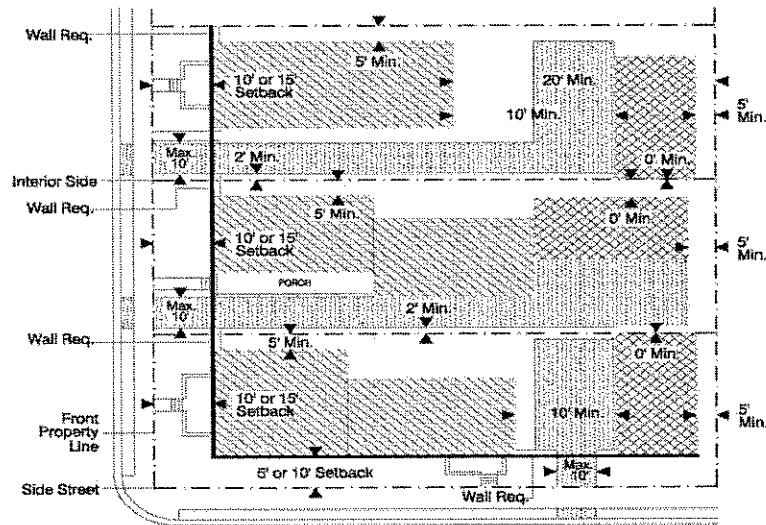 Wall Req.
5' Min.
10' or 15'
Setback
20' Min.
10' Min.
5'
Min.
Max.
10'
2' Min.
0' Min.
Interior Side
Wall Req.
5' Min.
0' Min.
10' or 15'
Setback
5'
Min.
PORCH
Max.
10'
2' Min.
Wall Req.
5' Min.
0' Min.
10' or 15'
Setback
10' Min.
5'
Min.
Front
Property
Line
5' or 10' Setback
Max.
10'
Side Street
Wall Req.